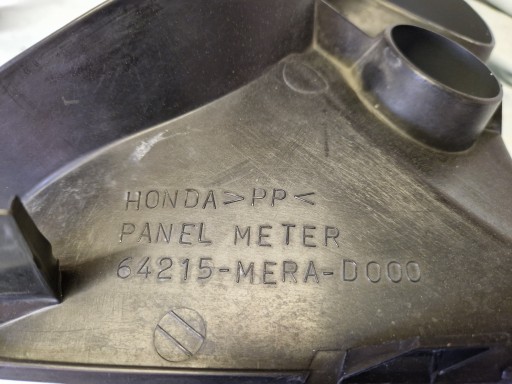 HONDA >PP<
PANEL METER
64215-MERA-D000